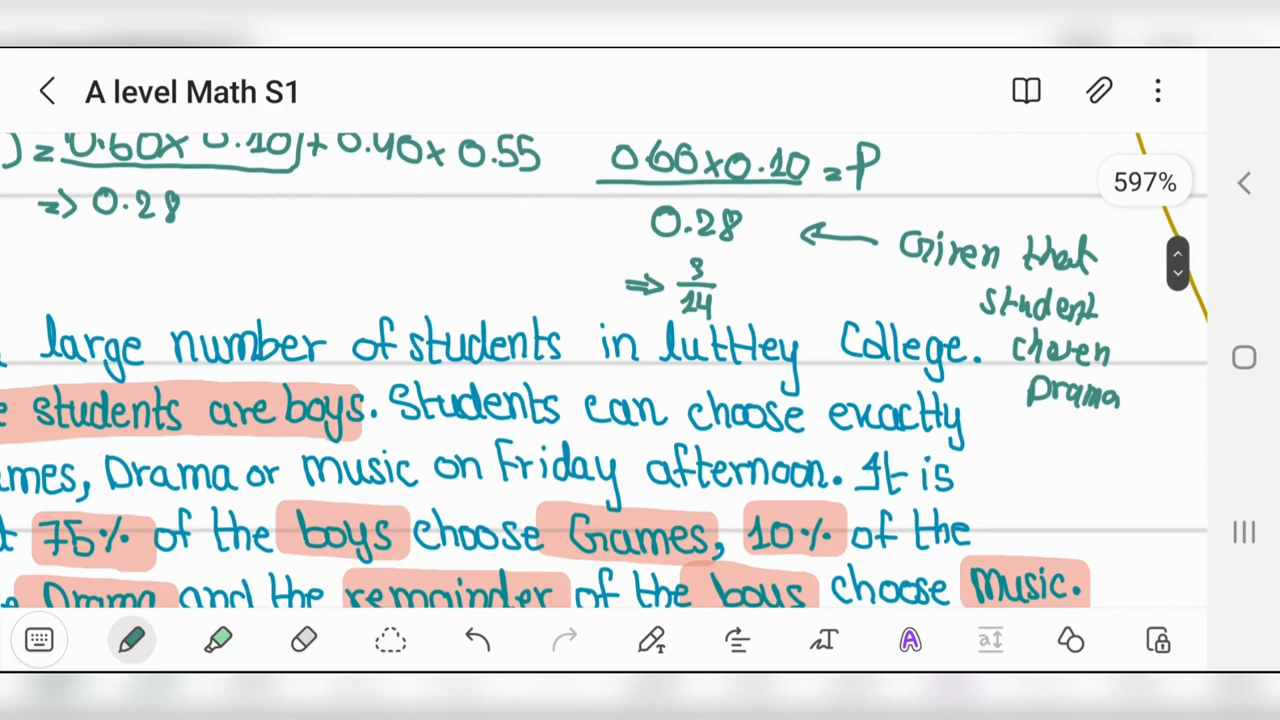 A level Math S1
597%
) = 0.60 × 0.10) + 0.40 × 0.55
0.60 × 0.10 = P
=> 0.28
0.28
← Given that
student
chosen
Drama
=> 3/14
large number of students in Luttley College.
students are boys. Students can choose exactly
mes, Drama or Music on Friday afternoon. It is
75% of the boys choose Games, 10% of the
Drama and the remainder of the boys choose Music.